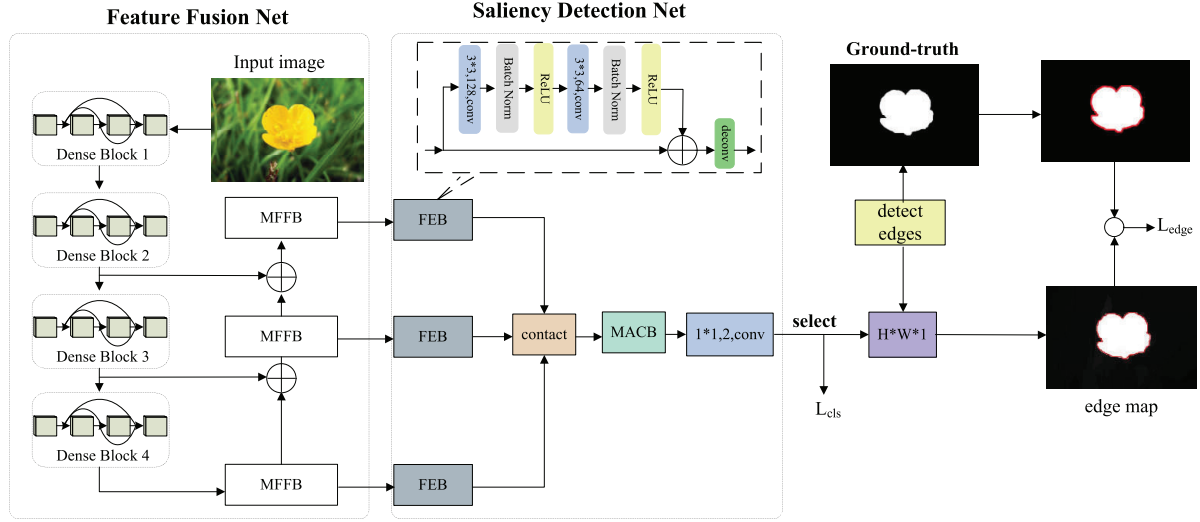 Feature Fusion Net
Saliency Detection Net
Input image
Dense Block 1
Dense Block 2
Dense Block 3
Dense Block 4
MFFB
MFFB
MFFB
3*3,128,conv
Batch Norm
ReLU
3*3,64,conv
Batch Norm
ReLU
deconv
FEB
FEB
FEB
contact
MACB
1*1,2,conv
select
Lcls
Ground-truth
detect
edges
H*W*1
Ledge
edge map